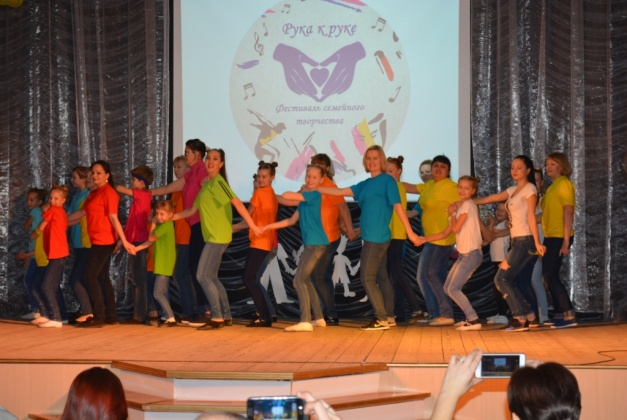 Рука к руке
Фестиваль семейного
творчества